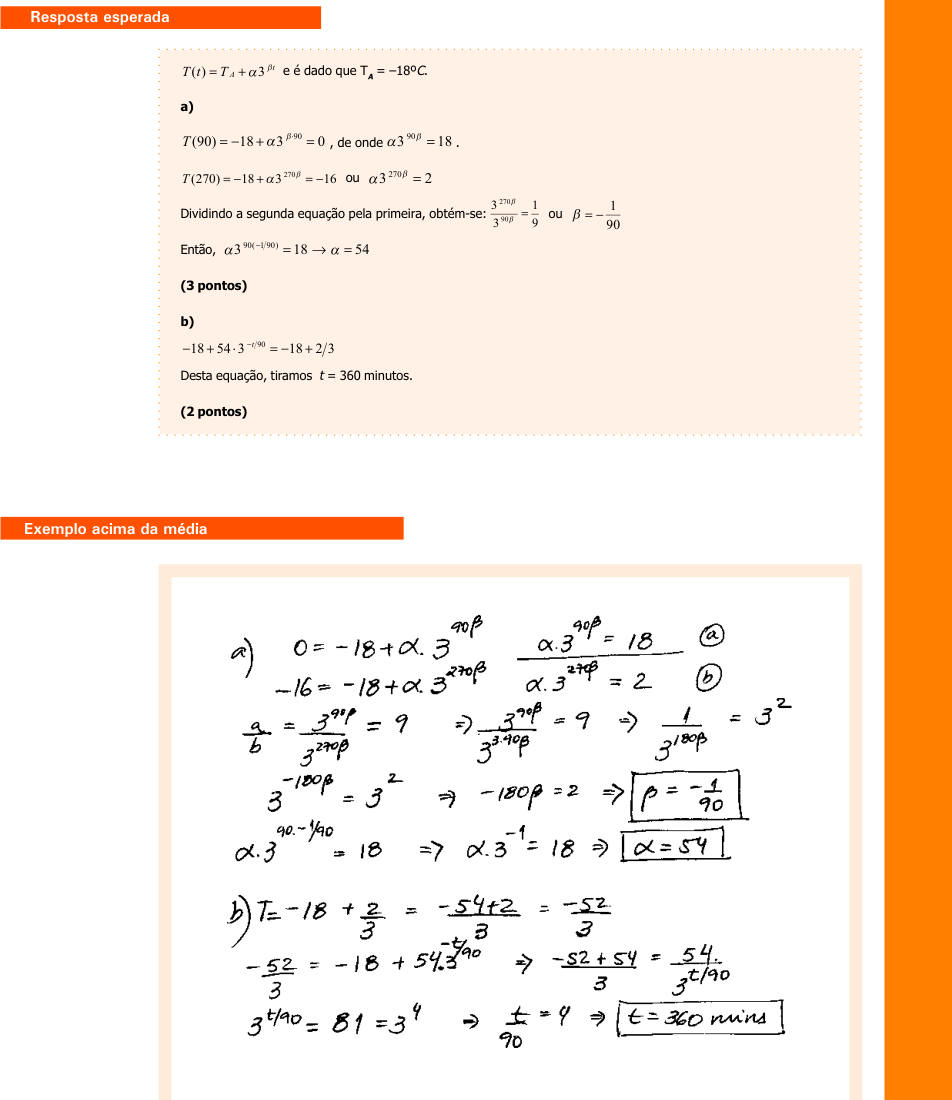 Resposta esperada
T(t) = T_A + α3^{βt} e é dado que T_A = –18ºC.
a)
T(90) = −18 + α3^{β·90} = 0 , de onde α3^{90β} = 18 .
T(270) = −18 + α3^{270β} = −16 ou α3^{270β} = 2
Dividindo a segunda equação pela primeira, obtém-se: 3^{270β}/3^{90β} = 1/9 ou β = −1/90
Então, α3^{90(−1/90)} = 18 → α = 54
(3 pontos)
b)
−18 + 54 · 3^{−t/90} = −18 + 2/3
Desta equação, tiramos t = 360 minutos.
(2 pontos)
Exemplo acima da média
a) 0 = −18 + α. 3^{90β} α.3^{90β} = 18 (a)
−16 = −18 + α. 3^{270β} α.3^{270β} = 2 (b)
a/b = 3^{90β}/3^{270β} = 9 ⇒ 3^{90β}/3^{3.90β} = 9 ⇒ 1/3^{180β} = 3^2
3^{−180β} = 3^2 ⇒ −180β = 2 ⇒ β = −1/90
α.3^{90.−1/90} = 18 ⇒ α.3^{−1} = 18 ⇒ α = 54
b) T = −18 + 2/3 = −54+2/3 = −52/3
−52/3 = −18 + 54.3^{−t/90} ⇒ −52 + 54/3 = 54./3^{t/90}
3^{t/90} = 81 = 3^4 ⇒ t/90 = 4 ⇒ t = 360 mins